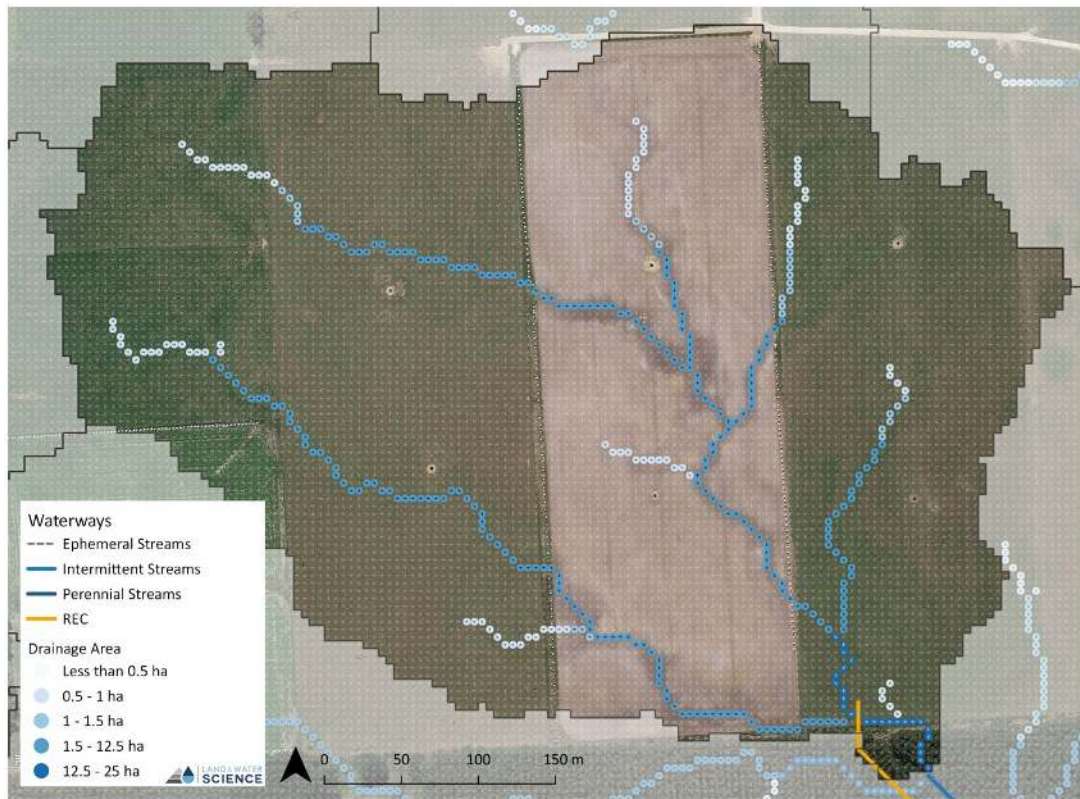 Waterways
Ephemeral Streams
Intermittent Streams
Perennial Streams
REC
Drainage Area
Less than 0.5 ha
0.5 - 1 ha
1 - 1.5 ha
1.5 - 12.5 ha
12.5 - 25 ha
LAND & WATER
SCIENCE
0 50 100 150 m